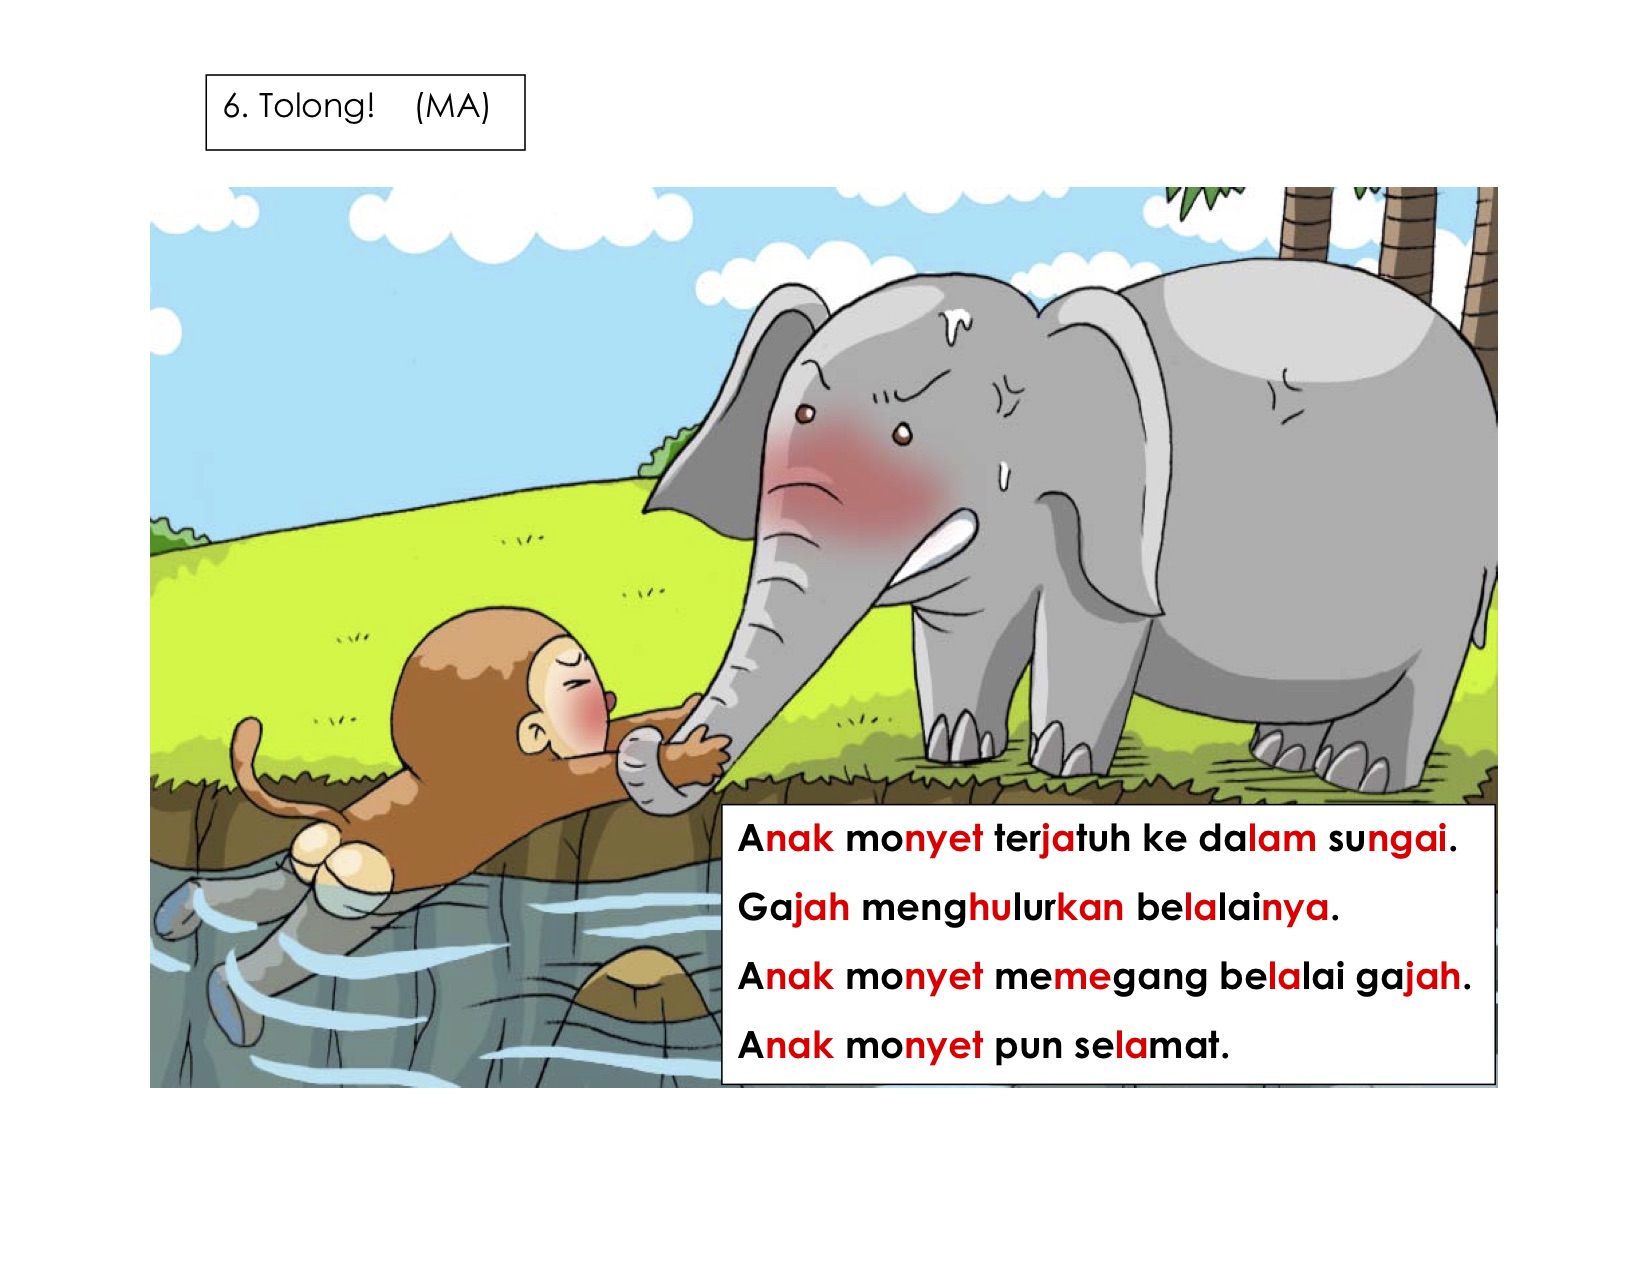 6. Tolong! (MA)
Anak monyet terjatuh ke dalam sungai.
Gajah menghulurkan belalainya.
Anak monyet memegang belalai gajah.
Anak monyet pun selamat.